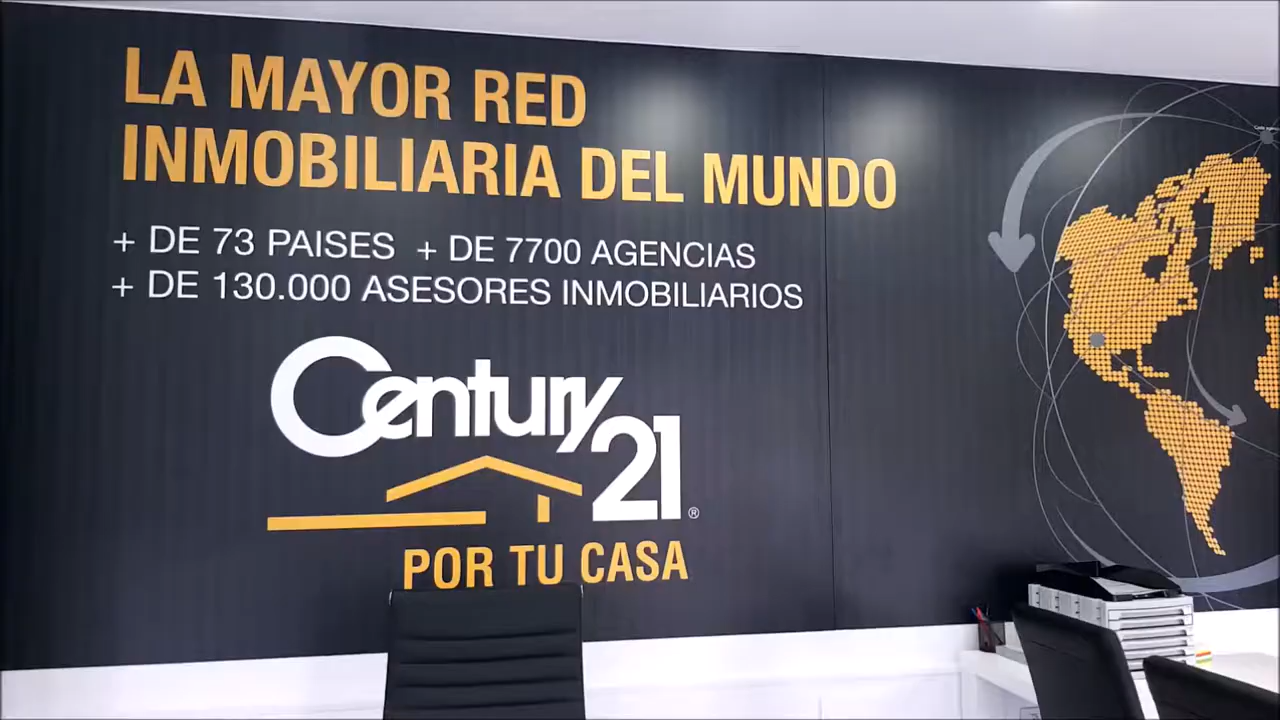 LA MAYOR RED
INMOBILIARIA DEL MUNDO
+ DE 73 PAISES + DE 7700 AGENCIAS
+ DE 130.000 ASESORES INMOBILIARIOS
Century
21®
POR TU CASA